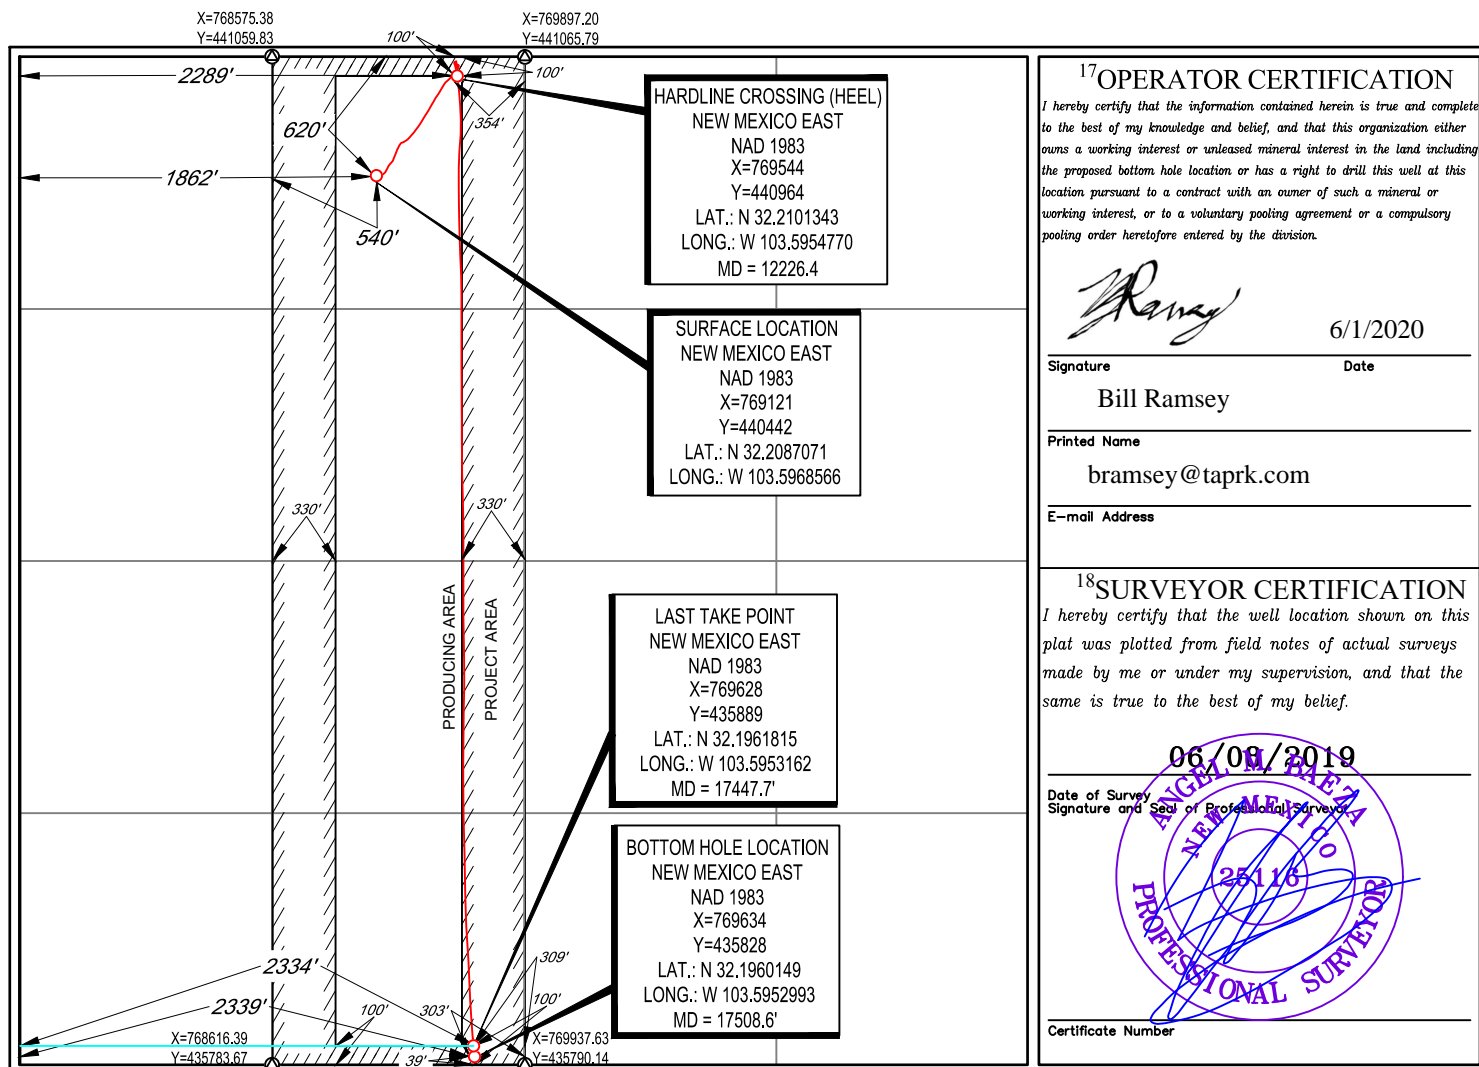 X=768575.38
Y=441059.83
X=769897.20
Y=441065.79
100'
100'
2289'
354'
620'
1862'
540'
HARDLINE CROSSING (HEEL)
NEW MEXICO EAST
NAD 1983
X=769544
Y=440964
LAT.: N 32.2101343
LONG.: W 103.5954770
MD = 12226.4
SURFACE LOCATION
NEW MEXICO EAST
NAD 1983
X=769121
Y=440442
LAT.: N 32.2087071
LONG.: W 103.5968566
330'
330'
PRODUCING AREA
PROJECT AREA
LAST TAKE POINT
NEW MEXICO EAST
NAD 1983
X=769628
Y=435889
LAT.: N 32.1961815
LONG.: W 103.5953162
MD = 17447.7'
BOTTOM HOLE LOCATION
NEW MEXICO EAST
NAD 1983
X=769634
Y=435828
LAT.: N 32.1960149
LONG.: W 103.5952993
MD = 17508.6'
2334'
2339'
309'
303'
100'
100'
39'
X=768616.39
Y=435783.67
X=769937.63
Y=435790.14
17 OPERATOR CERTIFICATION
I hereby certify that the information contained herein is true and complete
to the best of my knowledge and belief, and that this organization either
owns a working interest or unleased mineral interest in the land including
the proposed bottom hole location or has a right to drill this well at this
location pursuant to a contract with an owner of such a mineral or
working interest, or to a voluntary pooling agreement or a compulsory
pooling order heretofore entered by the division.
6/1/2020
Signature Date
Bill Ramsey
Printed Name
bramsey@taprk.com
E-mail Address
18 SURVEYOR CERTIFICATION
I hereby certify that the well location shown on this
plat was plotted from field notes of actual surveys
made by me or under my supervision, and that the
same is true to the best of my belief.
06/08/2019
Date of Survey
Signature and Seal of Professional Surveyor
ANGEL M. BAEZA
NEW MEXICO
25116
PROFESSIONAL SURVEYOR
Certificate Number